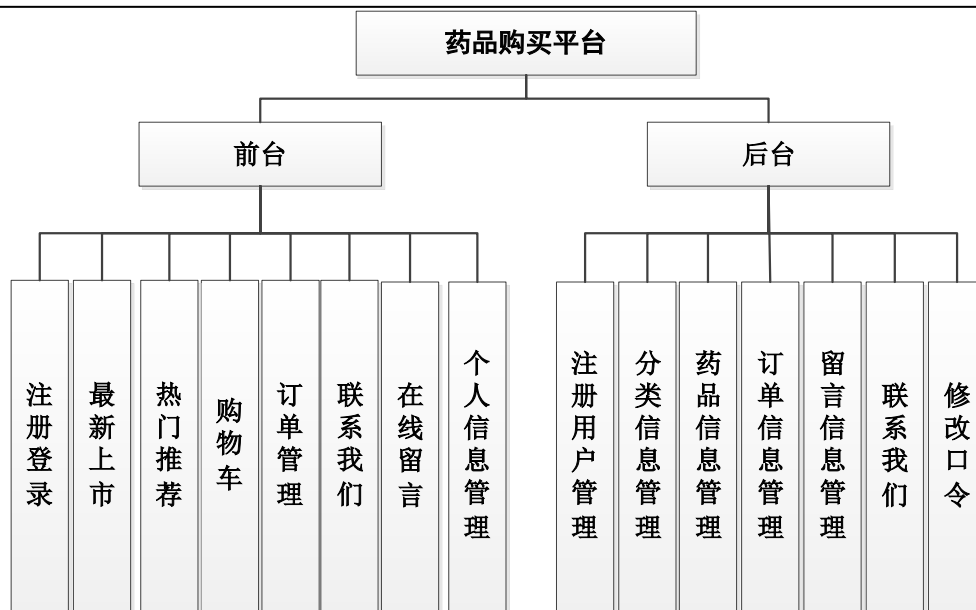 药品购买平台
前台
后台
注册登录
最新上市
热门推荐
购物车
订单管理
联系我们
在线留言
个人信息管理
注册用户管理
分类信息管理
药品信息管理
订单信息管理
留言信息管理
联系我们
修改口令